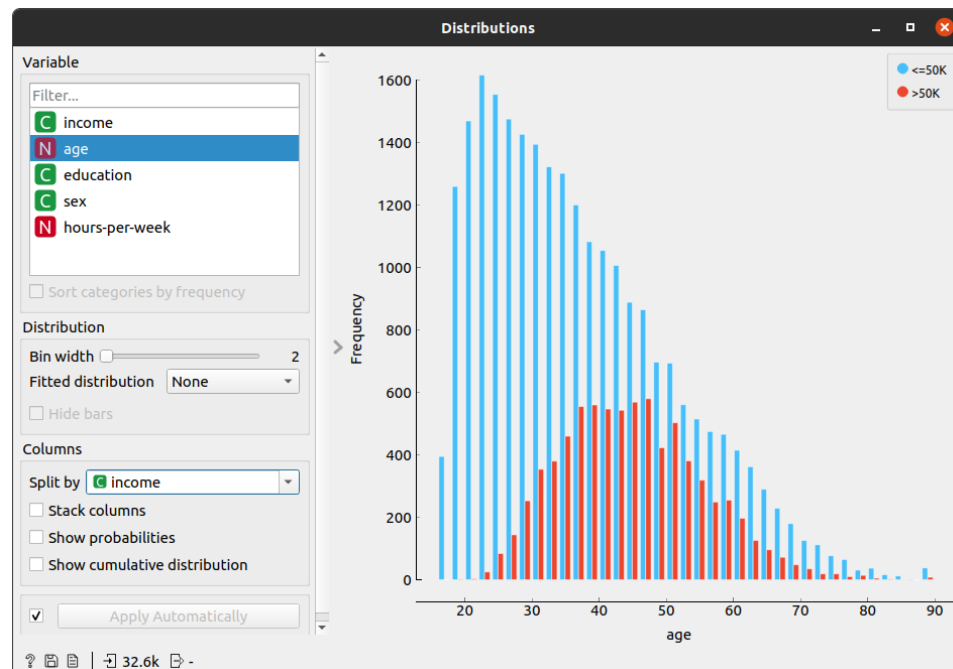 Distributions
Variable
Filter...
C income
N age
C education
C sex
N hours-per-week
Sort categories by frequency
Distribution
Bin width 2
Fitted distribution None
Hide bars
Columns
Split by C income
Stack columns
Show probabilities
Show cumulative distribution
Apply Automatically
? 32.6k -
<=50K
>50K
1600
1400
1200
1000
800
600
400
200
0
Frequency
20 30 40 50 60 70 80 90
age